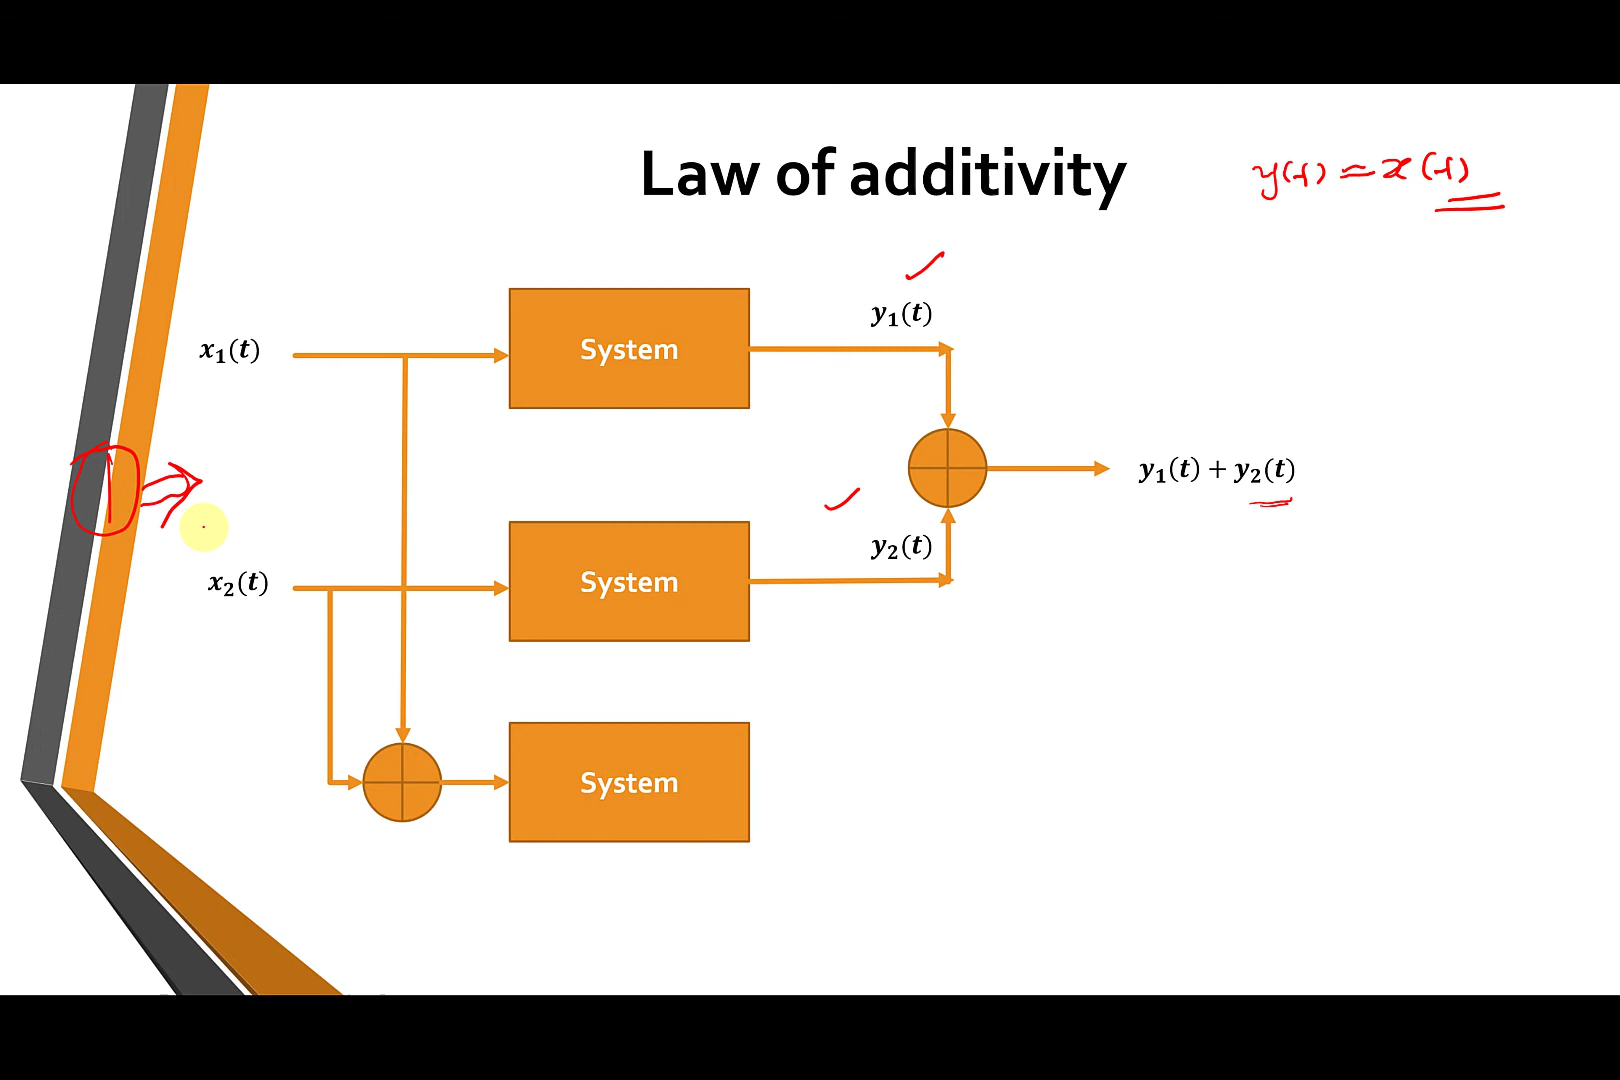 Law of additivity
y(t) = x(t)
x₁(t)
System
y₁(t)
y₁(t) + y₂(t)
x₂(t)
System
y₂(t)
System